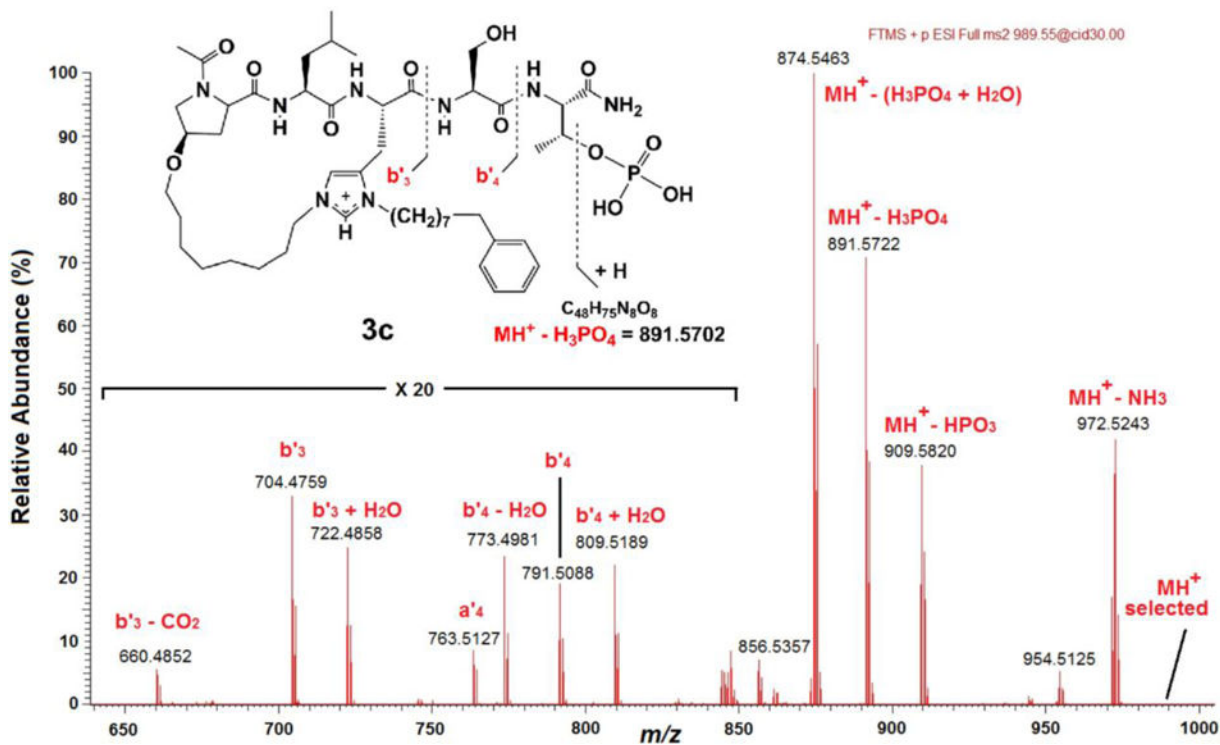 FTMS + p ESI Full ms2 989.55@cid30.00
O
N
O
N
H
O
H
N
O
N
H
OH
O
H
N
O
NH₂
O
O
P
O
OH
HO
b'₃
b'₄
N
+
N
H
(CH₂)₇
+ H
C₄₈H₇₅N₈O₈
3c
MH⁺ - H₃PO₄ = 891.5702
874.5463
MH⁺ - (H₃PO₄ + H₂O)
MH⁺ - H₃PO₄
891.5722
X 20
b'₃
704.4759
b'₃ + H₂O
722.4858
b'₄ - H₂O
773.4981
b'₄
791.5088
b'₄ + H₂O
809.5189
a'₄
763.5127
b'₃ - CO₂
660.4852
856.5357
MH⁺ - HPO₃
909.5820
MH⁺ - NH₃
972.5243
954.5125
MH⁺
selected
Relative Abundance (%)
100
90
80
70
60
50
40
30
20
10
0
650
700
750
800
850
900
950
1000
m/z